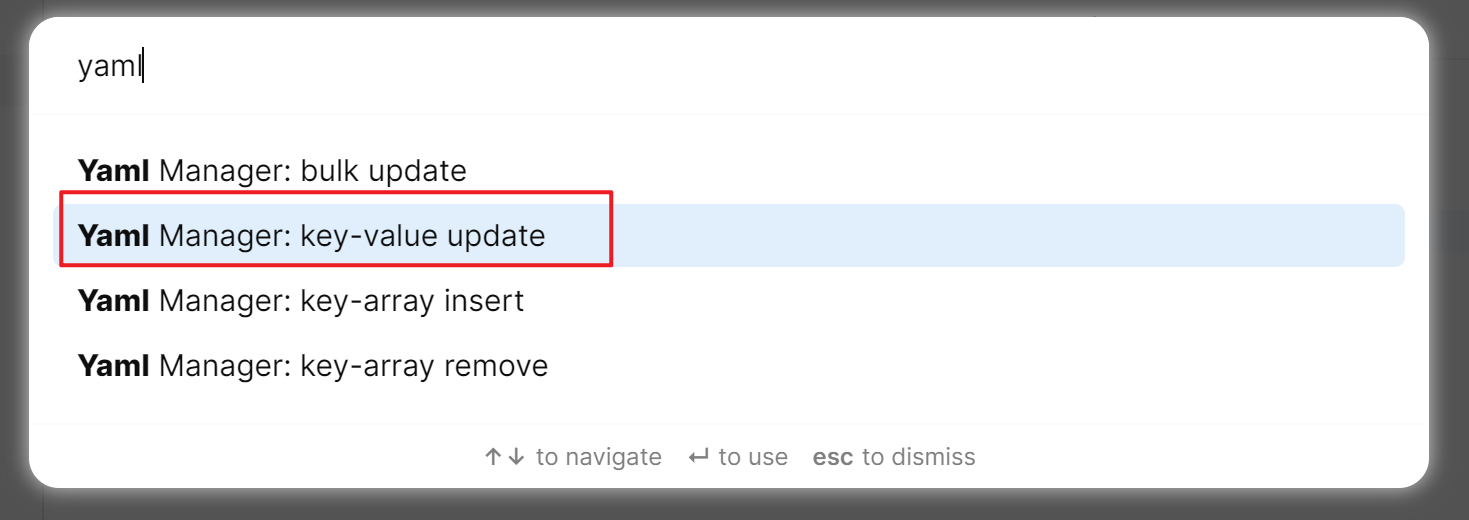 yaml
Yaml Manager: bulk update
Yaml Manager: key-value update
Yaml Manager: key-array insert
Yaml Manager: key-array remove
↑↓ to navigate ↵ to use esc to dismiss